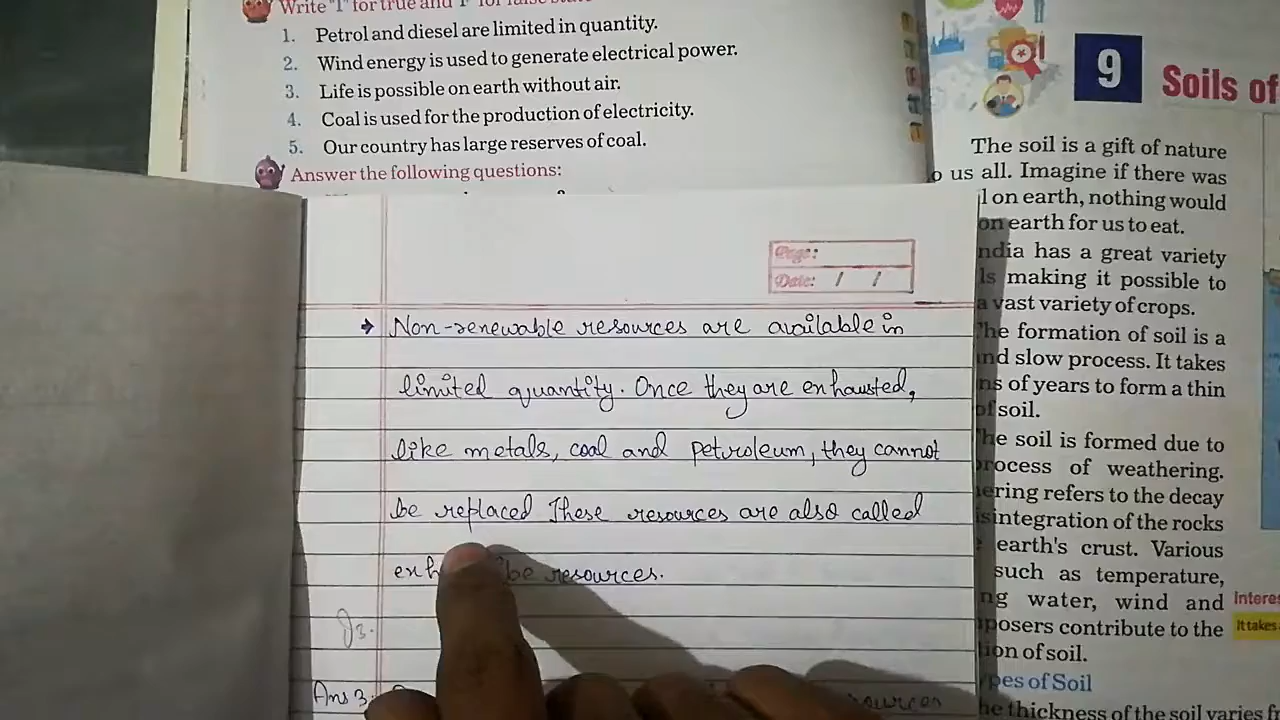 Write "T" for true and
1. Petrol and diesel are limited in quantity.
2. Wind energy is used to generate electrical power.
3. Life is possible on earth without air.
4. Coal is used for the production of electricity.
5. Our country has large reserves of coal.
Answer the following questions:
Page:
Date: / /
→ Non-renewable resources are available in
limited quantity. Once they are enhausted,
like metals, coal and petroleum, they cannot
be replaced These resources are also called
resources.
Ans 3.
9 Soils of
The soil is a gift of nature
o us all. Imagine if there was
l on earth, nothing would
on earth for us to eat.
ndia has a great variety
ls making it possible to
a vast variety of crops.
he formation of soil is a
nd slow process. It takes
ns of years to form a thin
of soil.
he soil is formed due to
rocess of weathering.
ering refers to the decay
isintegration of the rocks
earth's crust. Various
such as temperature,
ng water, wind and
posers contribute to the
ion of soil.
pes of Soil
he thickness of the soil varies
Interes
It takes